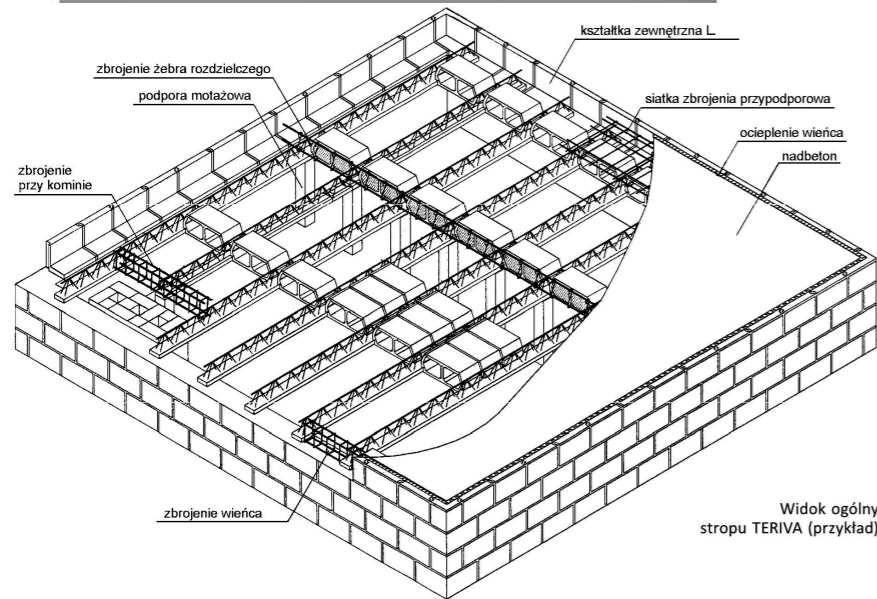 kształtka zewnętrzna L
zbrojenie żebra rozdzielczego
podpora motażowa
siatka zbrojenia przypodporowa
ocieplenie wieńca
nadbeton
zbrojenie
przy kominie
zbrojenie wieńca
Widok ogólny
stropu TERIVA (przykład)